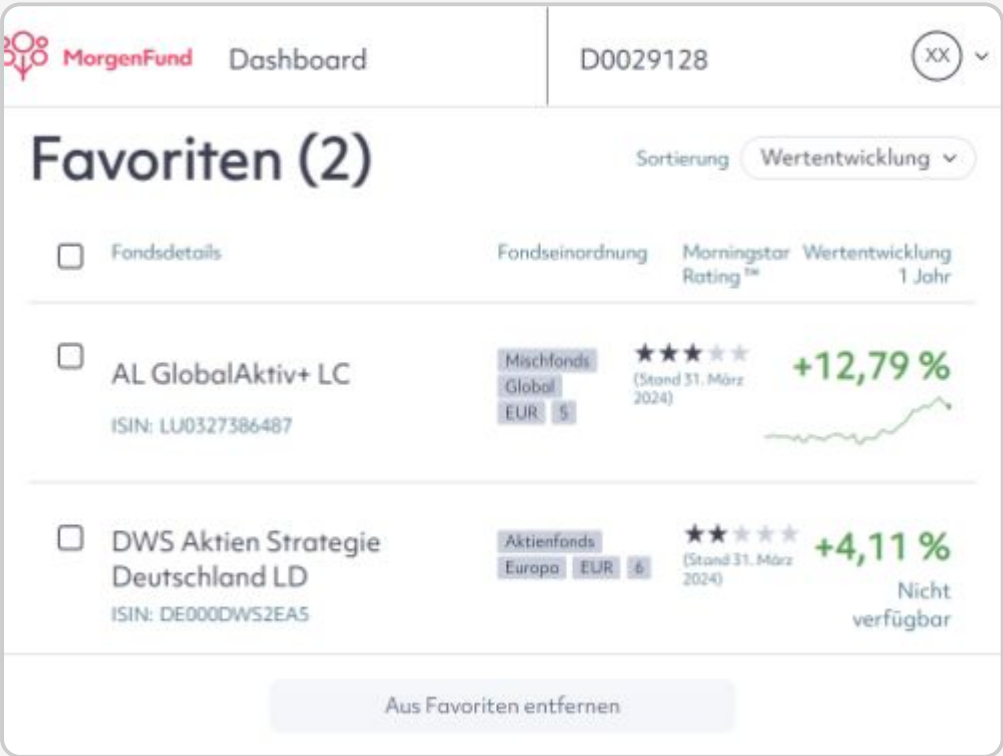 MorgenFund Dashboard D0029128 XX
Favoriten (2)
Sortierung Wertentwicklung
Fondsdetails Fondseinordnung Morningstar Rating™ Wertentwicklung 1 Jahr
AL GlobalAktiv+ LC
ISIN: LU0327386487
Mischfonds
Global
EUR 5
(Stand 31. März
2024)
+12,79 %
DWS Aktien Strategie
Deutschland LD
ISIN: DE000DWS2EA5
Aktienfonds
Europa EUR 6
(Stand 31. März
2024)
+4,11 %
Nicht
verfügbar
Aus Favoriten entfernen